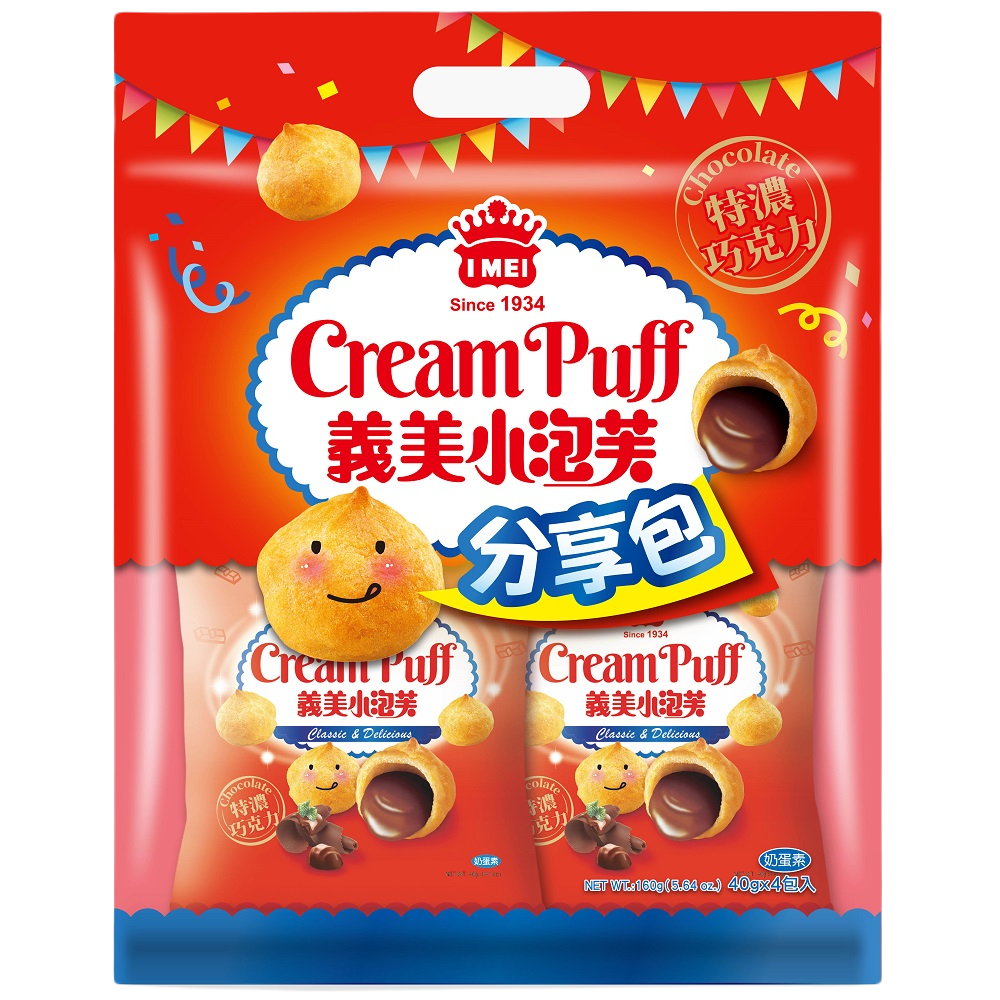 Chocolate
特濃
巧克力
I MEI
Since 1934
Cream Puff
義美小泡芙
分享包
Cream Puff
義美小泡芙
Classic & Delicious
Chocolate
特濃
巧克力
奶蛋素
Since 1934
Cream Puff
義美小泡芙
Classic & Delicious
特濃
克力
奶蛋素
NET WT.:160g(5.64 oz.) 40gx4包入